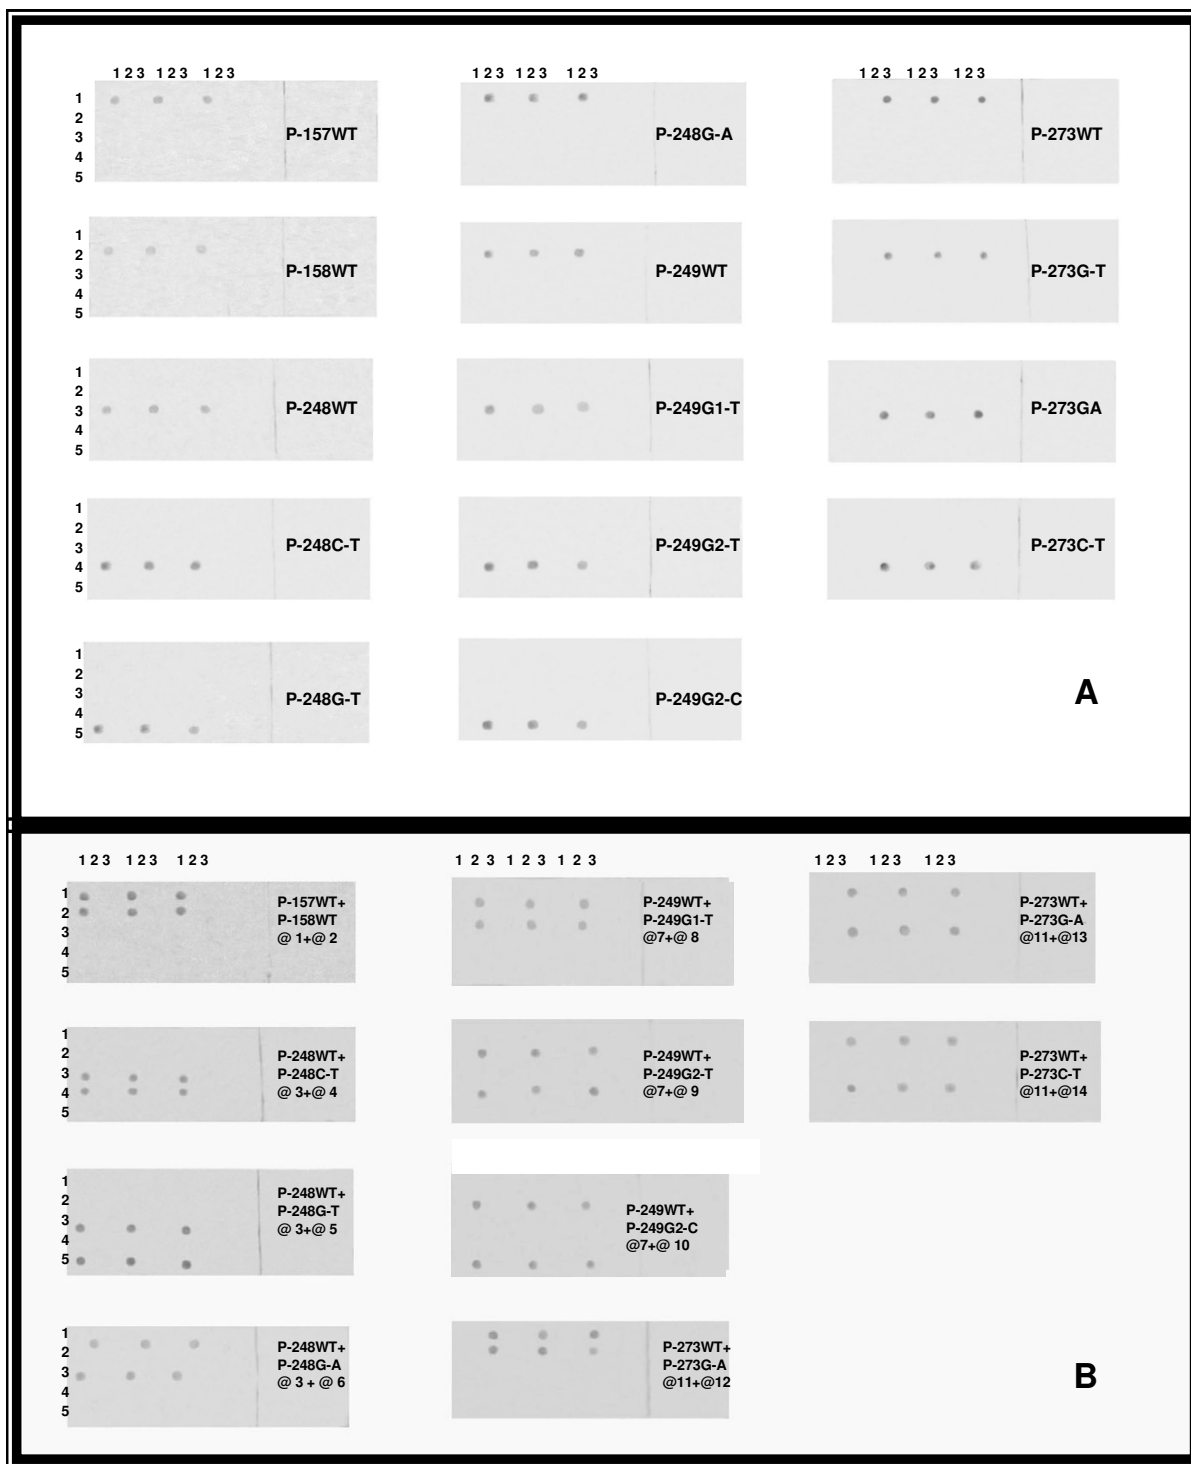 1 2 3 1 2 3 1 2 3
1 2 3 1 2 3 1 2 3
1 2 3 1 2 3 1 2 3
1
2
3
4
5
P-157WT
P-248G-A
P-273WT
1
2
3
4
5
P-158WT
P-249WT
P-273G-T
1
2
3
4
5
P-248WT
P-249G1-T
P-273GA
1
2
3
4
5
P-248C-T
P-249G2-T
P-273C-T
1
2
3
4
5
P-248G-T
P-249G2-C
A
1 2 3 1 2 3 1 2 3
1 2 3 1 2 3 1 2 3
1 2 3 1 2 3 1 2 3
1
2
3
4
5
P-157WT+
P-158WT
@ 1+@ 2
P-249WT+
P-249G1-T
@7+@ 8
P-273WT+
P-273G-A
@11+@13
1
2
3
4
5
P-248WT+
P-248C-T
@ 3+@ 4
P-249WT+
P-249G2-T
@7+@ 9
P-273WT+
P-273C-T
@11+@14
1
2
3
4
5
P-248WT+
P-248G-T
@ 3+@ 5
P-249WT+
P-249G2-C
@7+@ 10
1
2
3
4
5
P-248WT+
P-248G-A
@ 3 + @ 6
P-273WT+
P-273G-A
@11+@12
B